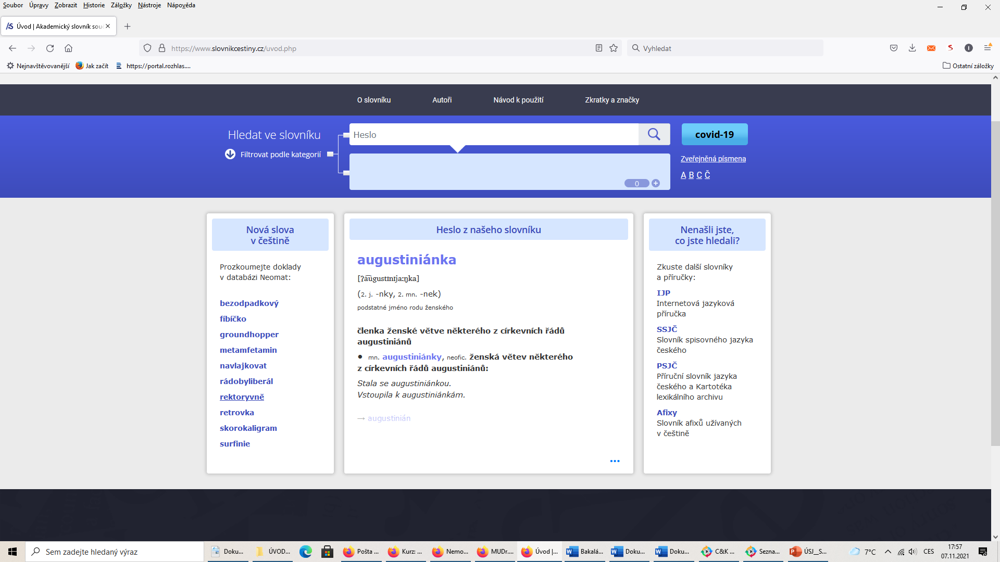 Soubor Úpravy Zobrazit Historie Záložky Nástroje Nápověda
Úvod | Akademický slovník souč
https://www.slovnikcestiny.cz/uvod.php
Vyhledat
Nejnavštěvovanější Jak začít https://portal.rozhlas....
Ostatní záložky
O slovníku Autoři Návod k použití Zkratky a značky
Hledat ve slovníku
Heslo
covid-19
Filtrovat podle kategorií
0
Zveřejněná písmena
A B C Č
Nová slova
v češtině
Prozkoumejte doklady
v databázi Neomat:
bezodpadkový
fíbíčko
groundhopper
metamfetamin
navlajkovat
rádobyliberál
rektoryvně
retrovka
skorokaligram
surfinie
Heslo z našeho slovníku
augustiniánka
[ʔa͡ugustɪnɪjaːŋka]
(2. j. -nky, 2. mn. -nek)
podstatné jméno rodu ženského
členka ženské větve některého z církevních řádů
augustiniánů
● mn. augustiniánky, neofic. ženská větev některého
z církevních řádů augustiniánů:
Stala se augustiniánkou.
Vstoupila k augustiniánkám.
→ augustinián
•••
Nenašli jste,
co jste hledali?
Zkuste další slovníky
a příručky:
IJP
Internetová jazyková
příručka
SSJČ
Slovník spisovného jazyka
českého
PSJČ
Příruční slovník jazyka
českého a Kartotéka
lexikálního archivu
Afixy
Slovník afixů užívaných
v češtině
Sem zadejte hledaný výraz
Doku...
ÚVOD...
Pošta ...
Kurz: ...
Nemo...
MUDr....
Úvod |...
Bakalá...
Doku...
Doku...
C&K ...
Sezna...
ÚSJ__S...
7°C
CES
17:57
07.11.2021